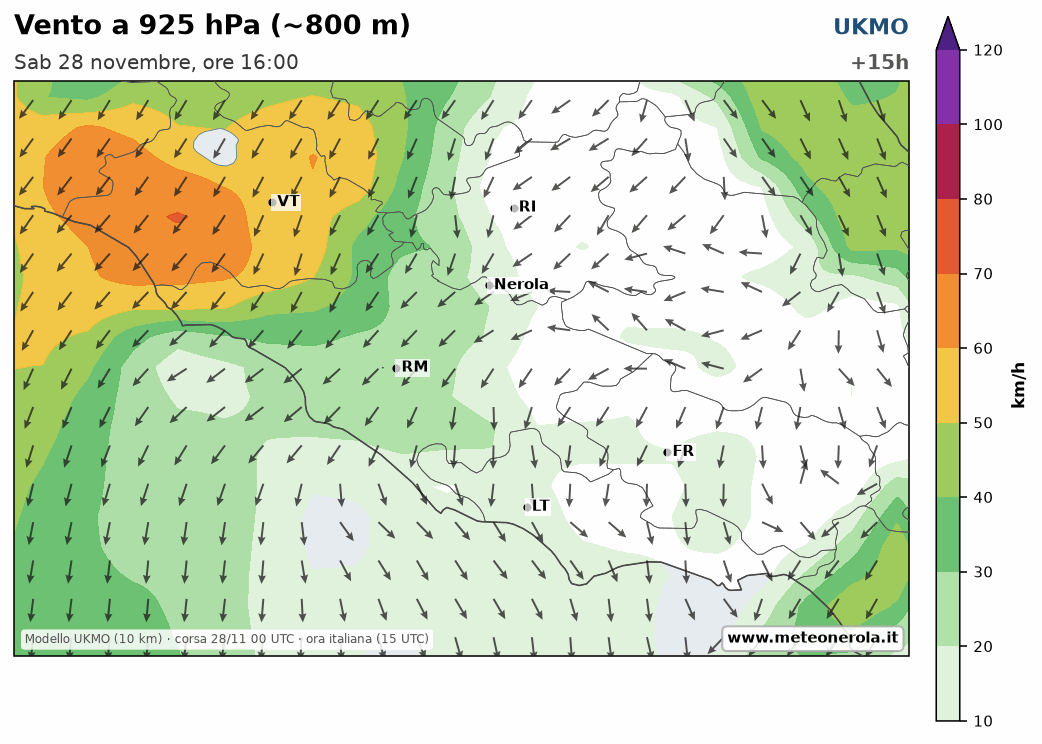 Vento a 925 hPa (~800 m)
UKMO
Sab 28 novembre, ore 16:00
+15h
120
100
80
70
60
50
40
30
20
10
km/h
VT
RI
Nerola
RM
FR
LT
Modello UKMO (10 km) · corsa 28/11 00 UTC · ora italiana (15 UTC)
www.meteonerola.it